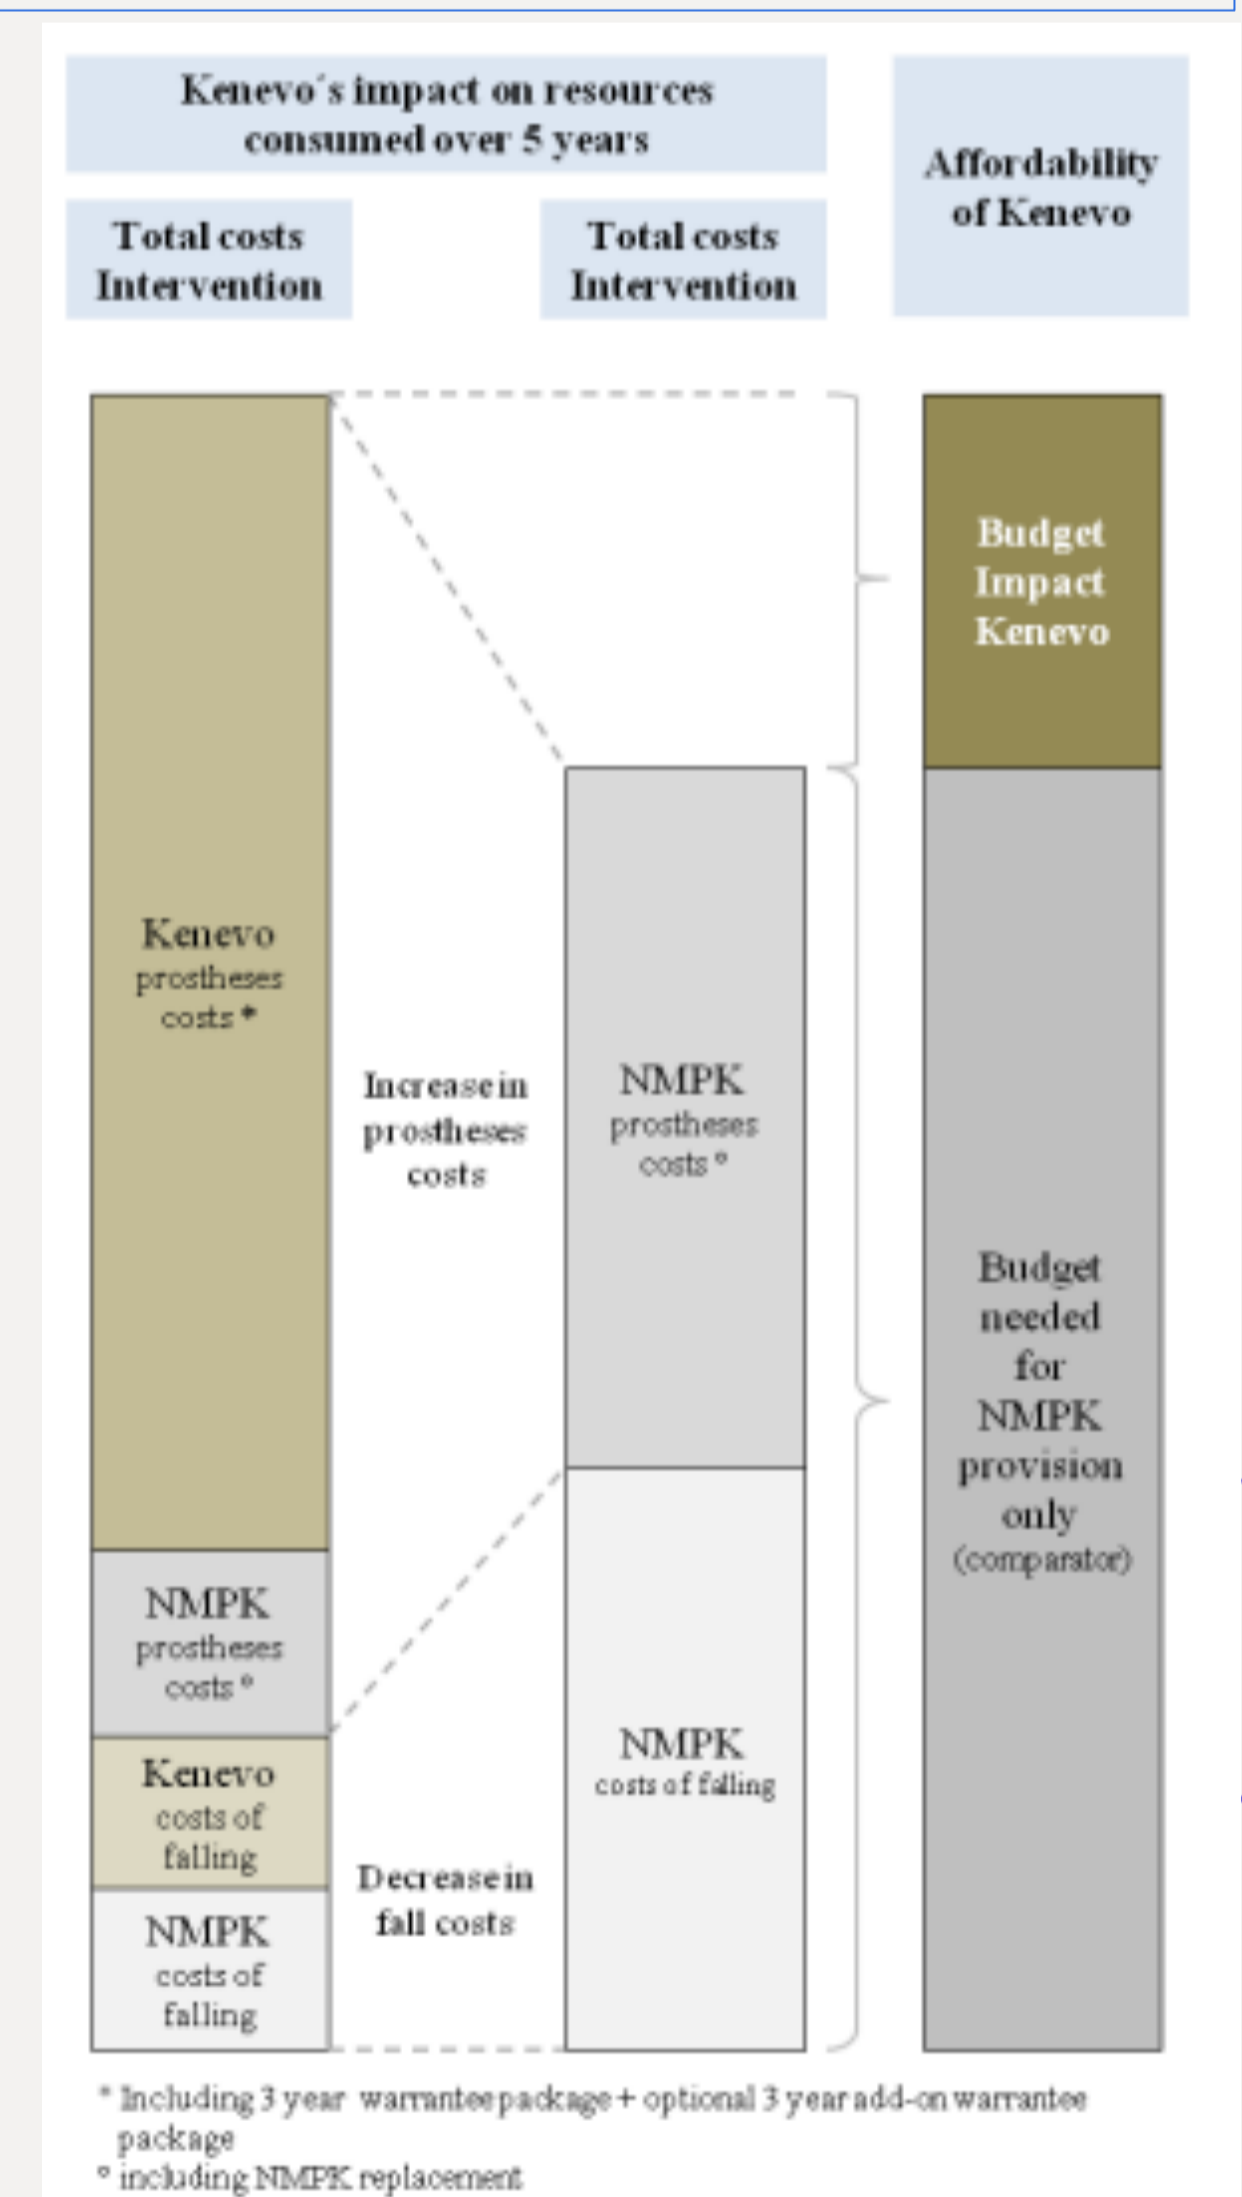 Kenevo´s impact on resources
consumed over 5 years
Affordability
of Kenevo
Total costs
Intervention
Total costs
Intervention
Budget
Impact
Kenevo
Kenevo
prostheses
costs *
Increase in
prostheses
costs
NMPK
prostheses
costs °
Budget
needed
for
NMPK
provision
only
(comparator)
NMPK
prostheses
costs °
Kenevo
costs of
falling
NMPK
costs of falling
Decrease in
fall costs
NMPK
costs of
falling
* Including 3 year warrantee package + optional 3 year add-on warrantee
package
° including NMPK replacement